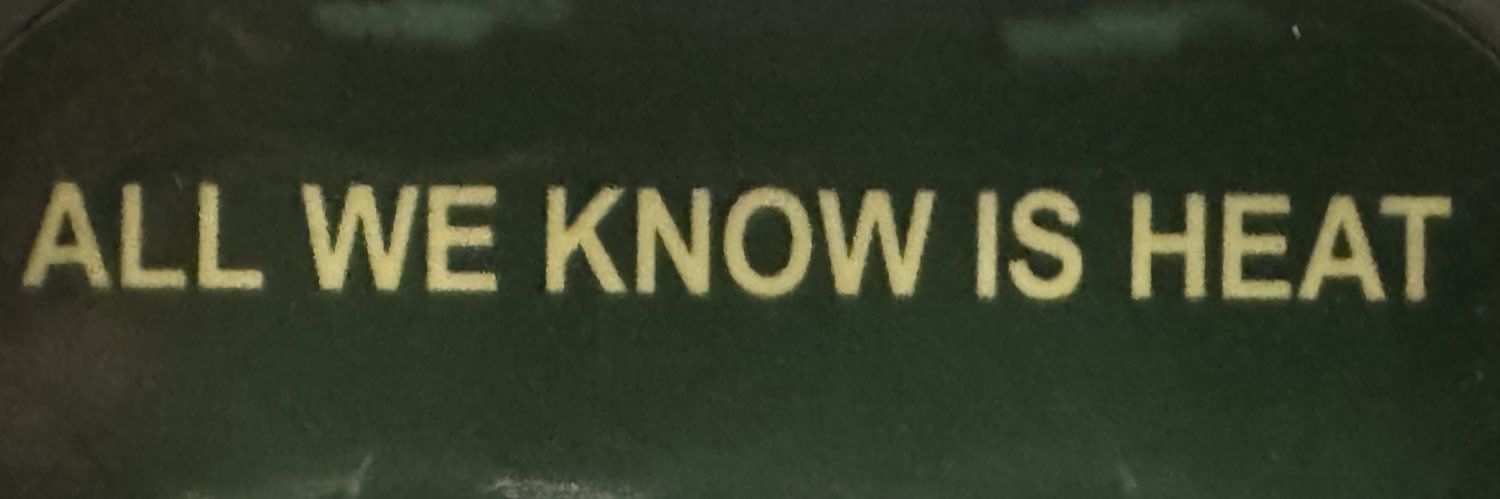 ALL WE KNOW IS HEAT